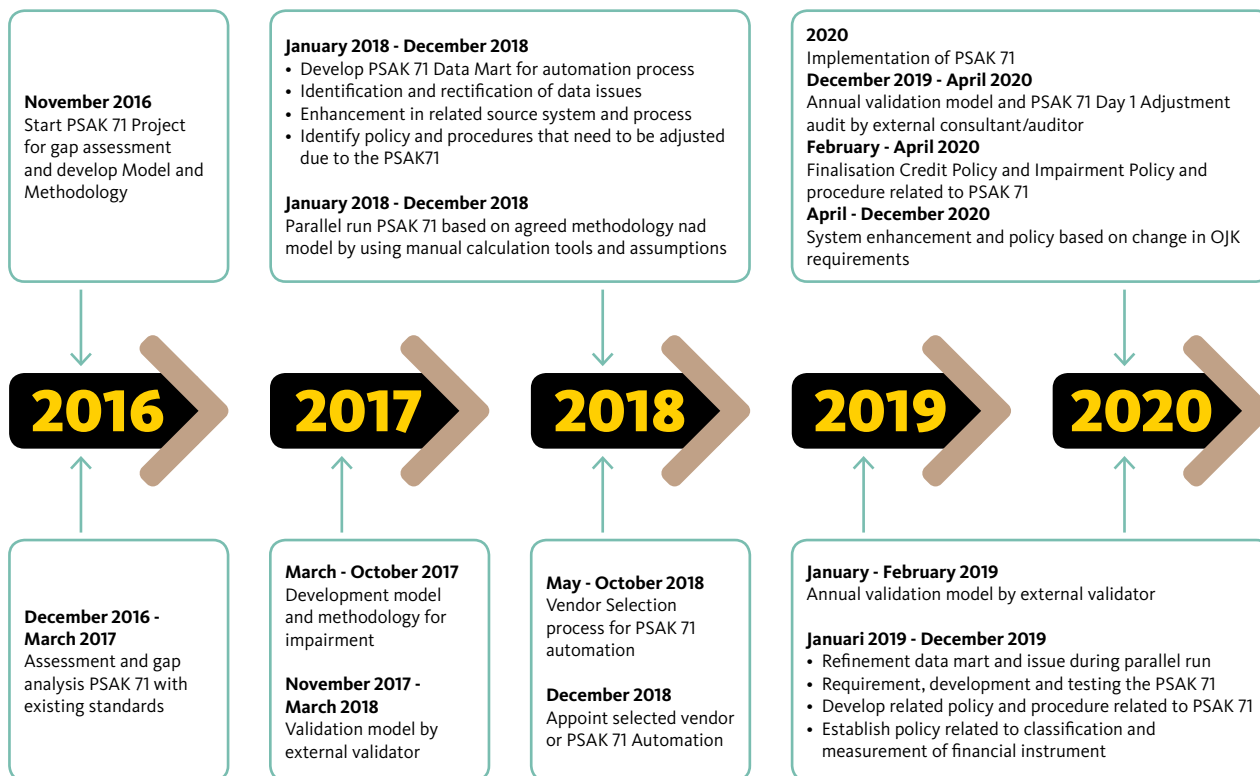 November 2016
Start PSAK 71 Project
for gap assessment
and develop Model and
Methodology
January 2018 - December 2018
• Develop PSAK 71 Data Mart for automation process
• Identification and rectification of data issues
• Enhancement in related source system and process
• Identify policy and procedures that need to be adjusted
due to the PSAK71
January 2018 - December 2018
Parallel run PSAK 71 based on agreed methodology nad
model by using manual calculation tools and assumptions
2020
Implementation of PSAK 71
December 2019 - April 2020
Annual validation model and PSAK 71 Day 1 Adjustment
audit by external consultant/auditor
February - April 2020
Finalisation Credit Policy and Impairment Policy and
procedure related to PSAK 71
April - December 2020
System enhancement and policy based on change in OJK
requirements
2016
2017
2018
2019
2020
December 2016 -
March 2017
Assessment and gap
analysis PSAK 71 with
existing standards
March - October 2017
Development model
and methodology for
impairment
November 2017 -
March 2018
Validation model by
external validator
May - October 2018
Vendor Selection
process for PSAK 71
automation
December 2018
Appoint selected vendor
or PSAK 71 Automation
January - February 2019
Annual validation model by external validator
Januari 2019 - December 2019
• Refinement data mart and issue during parallel run
• Requirement, development and testing the PSAK 71
• Develop related policy and procedure related to PSAK 71
• Establish policy related to classification and
measurement of financial instrument